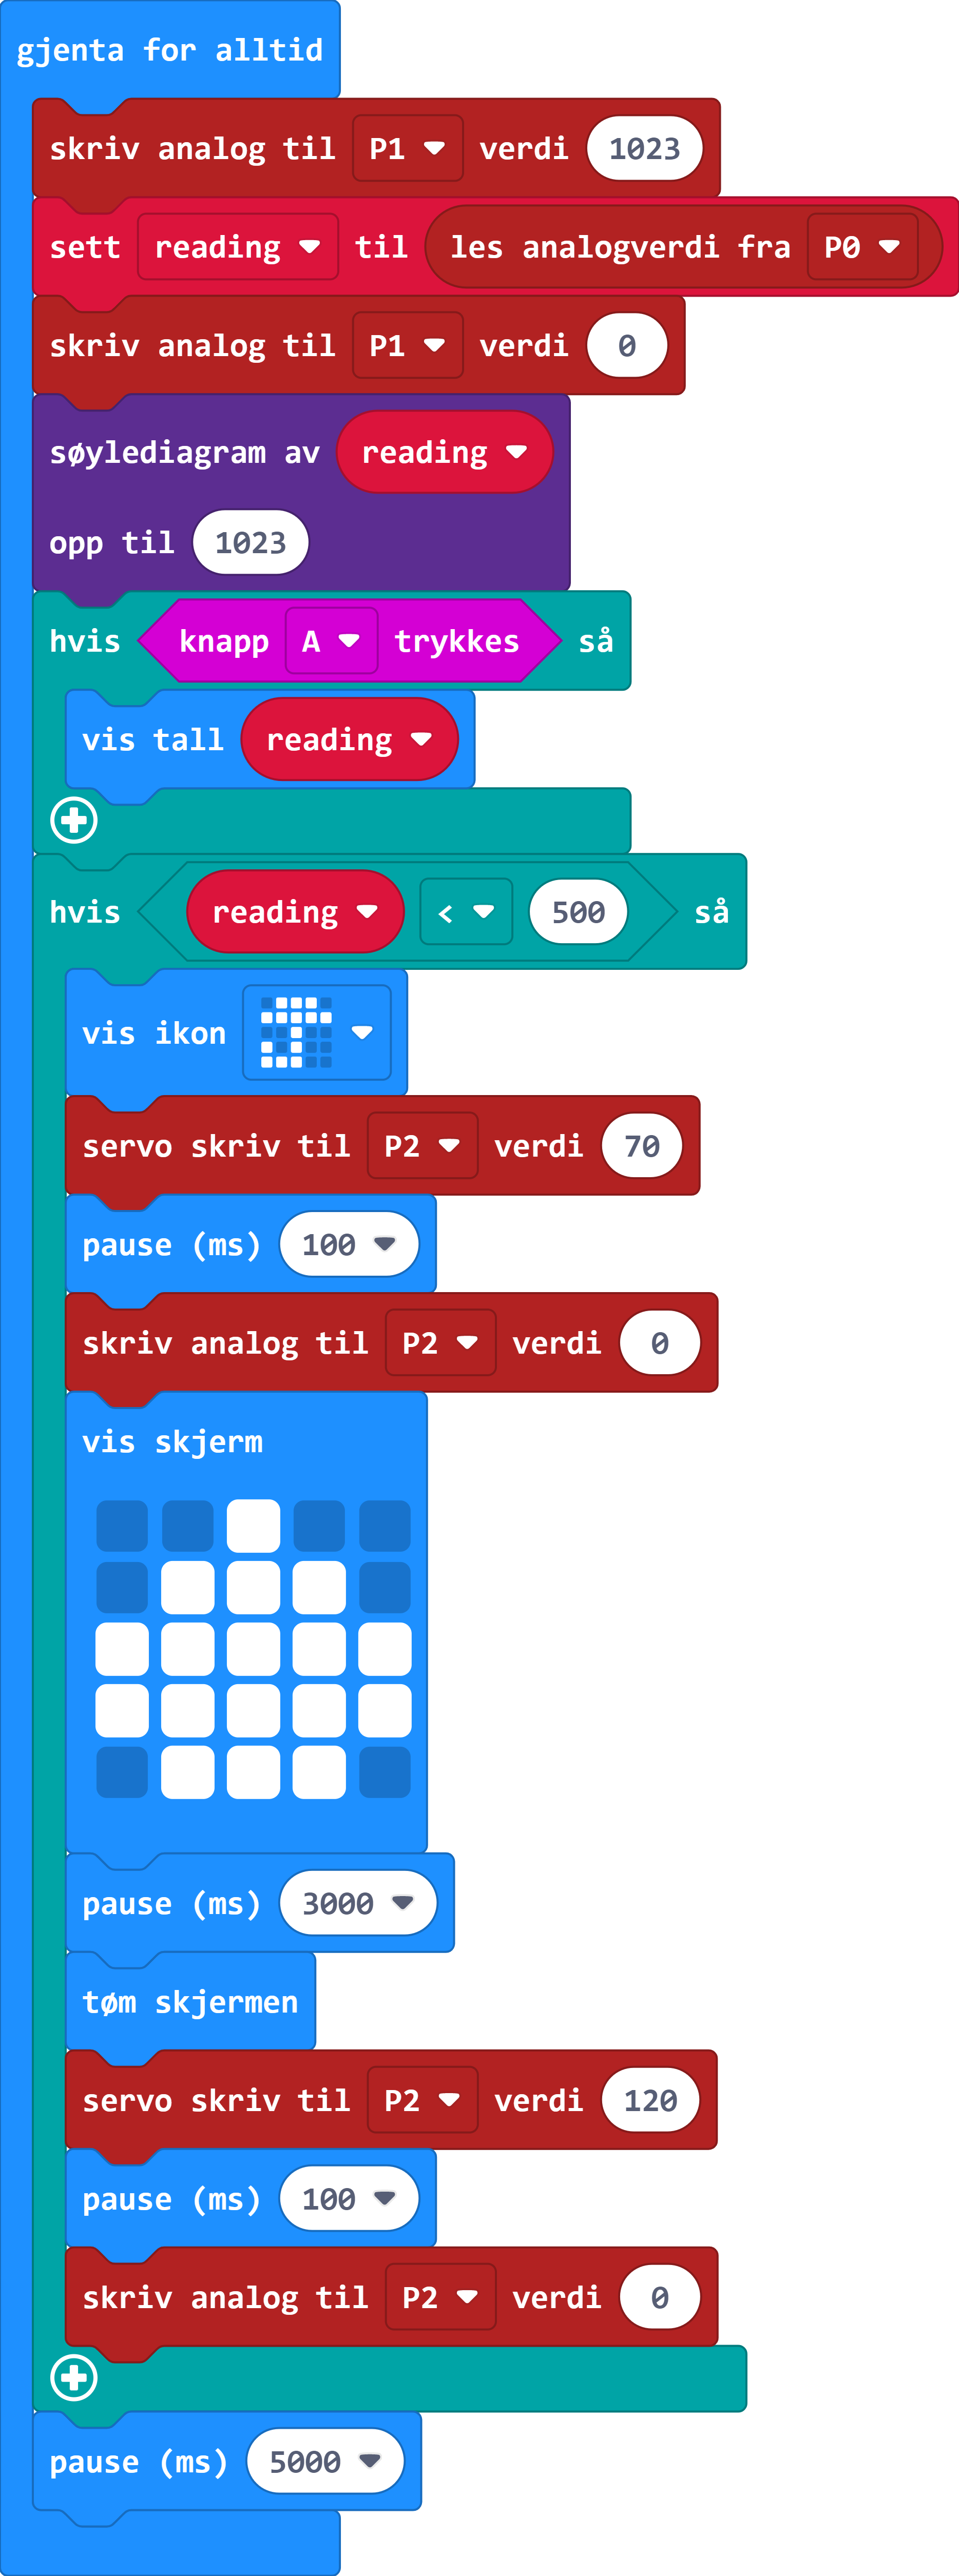 gjenta for alltid
skriv analog til P1 verdi 1023
sett reading til les analogverdi fra P0
skriv analog til P1 verdi 0
søylediagram av reading
opp til 1023
hvis knapp A trykkes så
vis tall reading
hvis reading < 500 så
vis ikon
servo skriv til P2 verdi 70
pause (ms) 100
skriv analog til P2 verdi 0
vis skjerm
pause (ms) 3000
tøm skjermen
servo skriv til P2 verdi 120
pause (ms) 100
skriv analog til P2 verdi 0
pause (ms) 5000